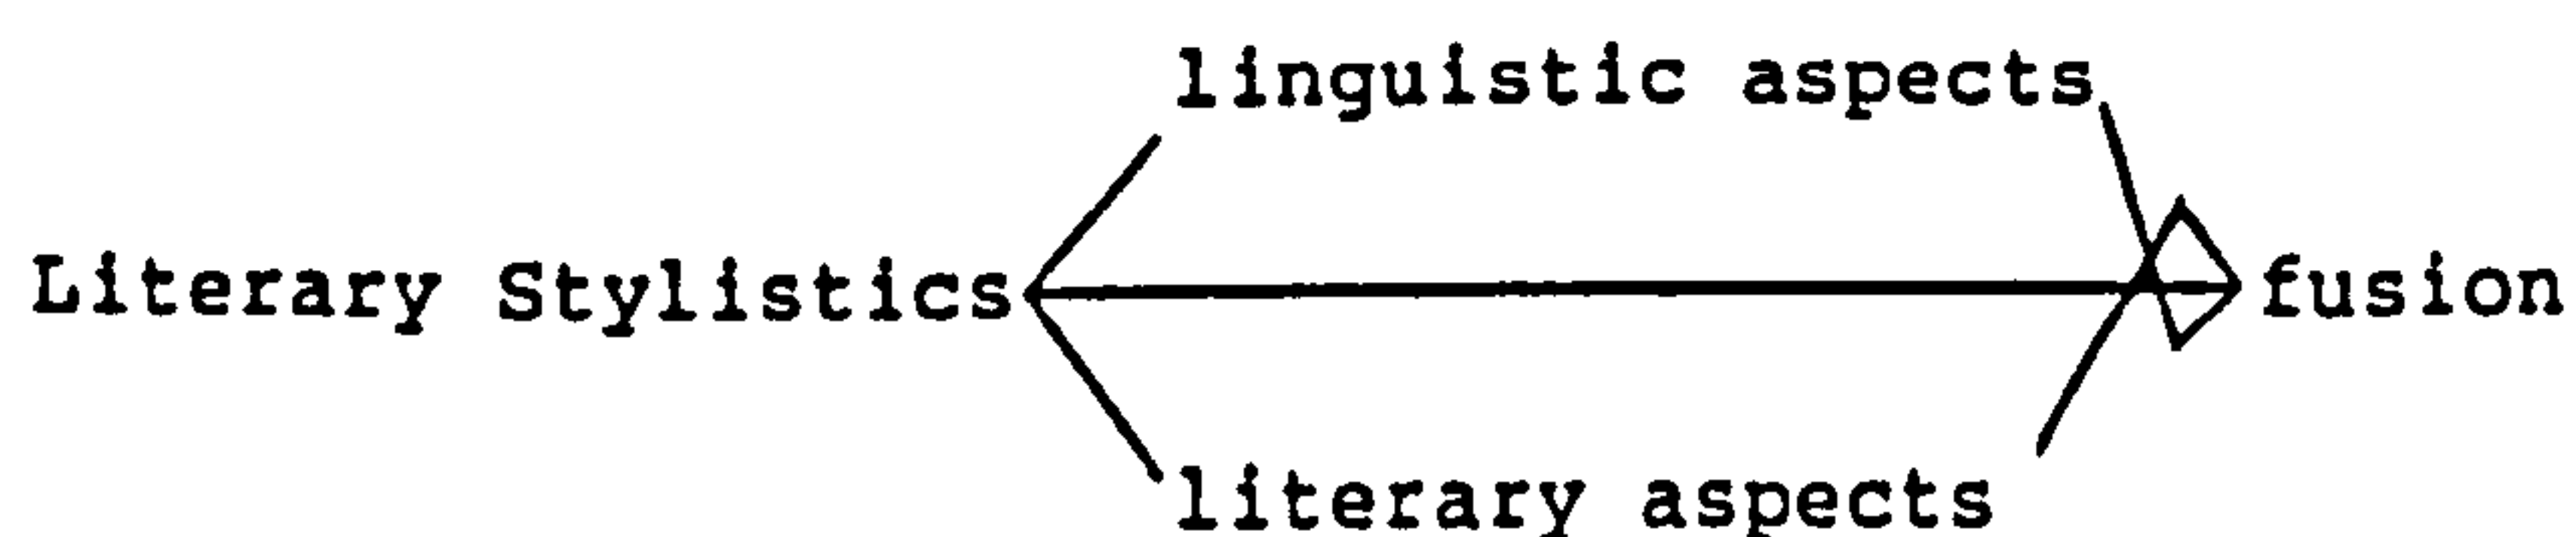 linguistic aspects
Literary Stylistics fusion
literary aspects